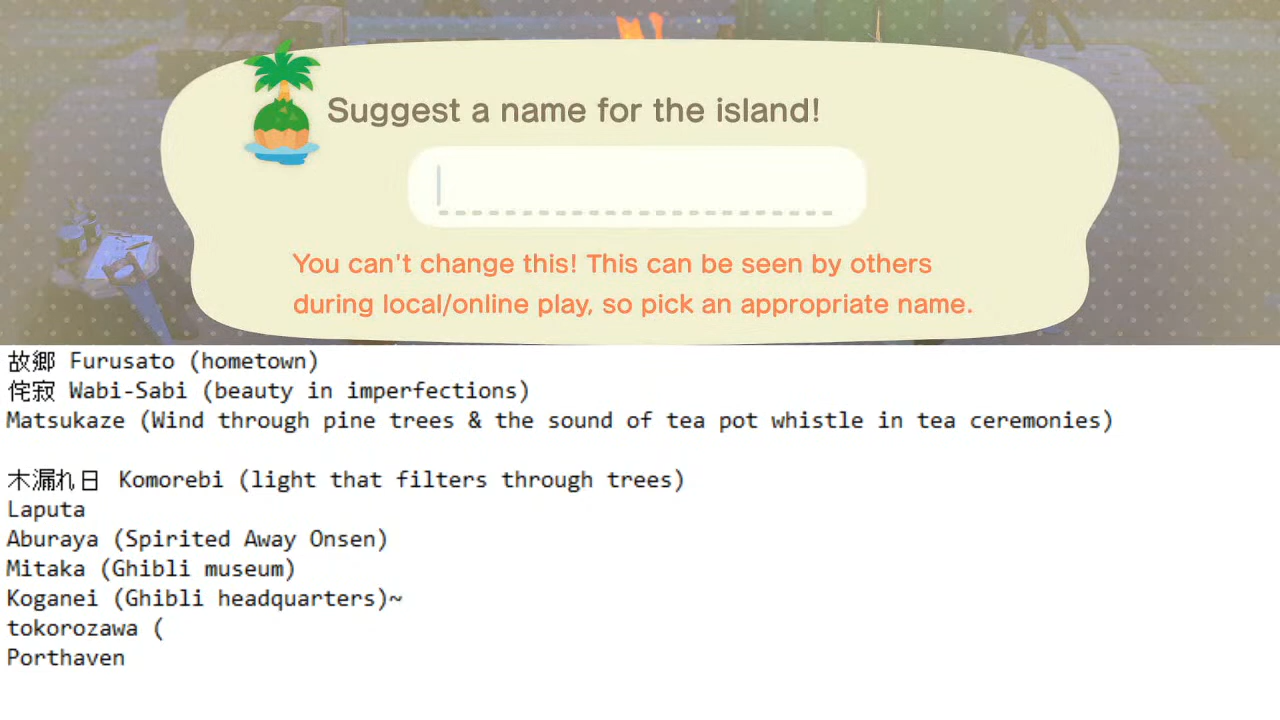 Suggest a name for the island!
You can't change this! This can be seen by others
during local/online play, so pick an appropriate name.
故郷 Furusato (hometown)
侘寂 Wabi-Sabi (beauty in imperfections)
Matsukaze (Wind through pine trees & the sound of tea pot whistle in tea ceremonies)
木漏れ日 Komorebi (light that filters through trees)
Laputa
Aburaya (Spirited Away Onsen)
Mitaka (Ghibli museum)
Koganei (Ghibli headquarters)~
tokorozawa (
Porthaven